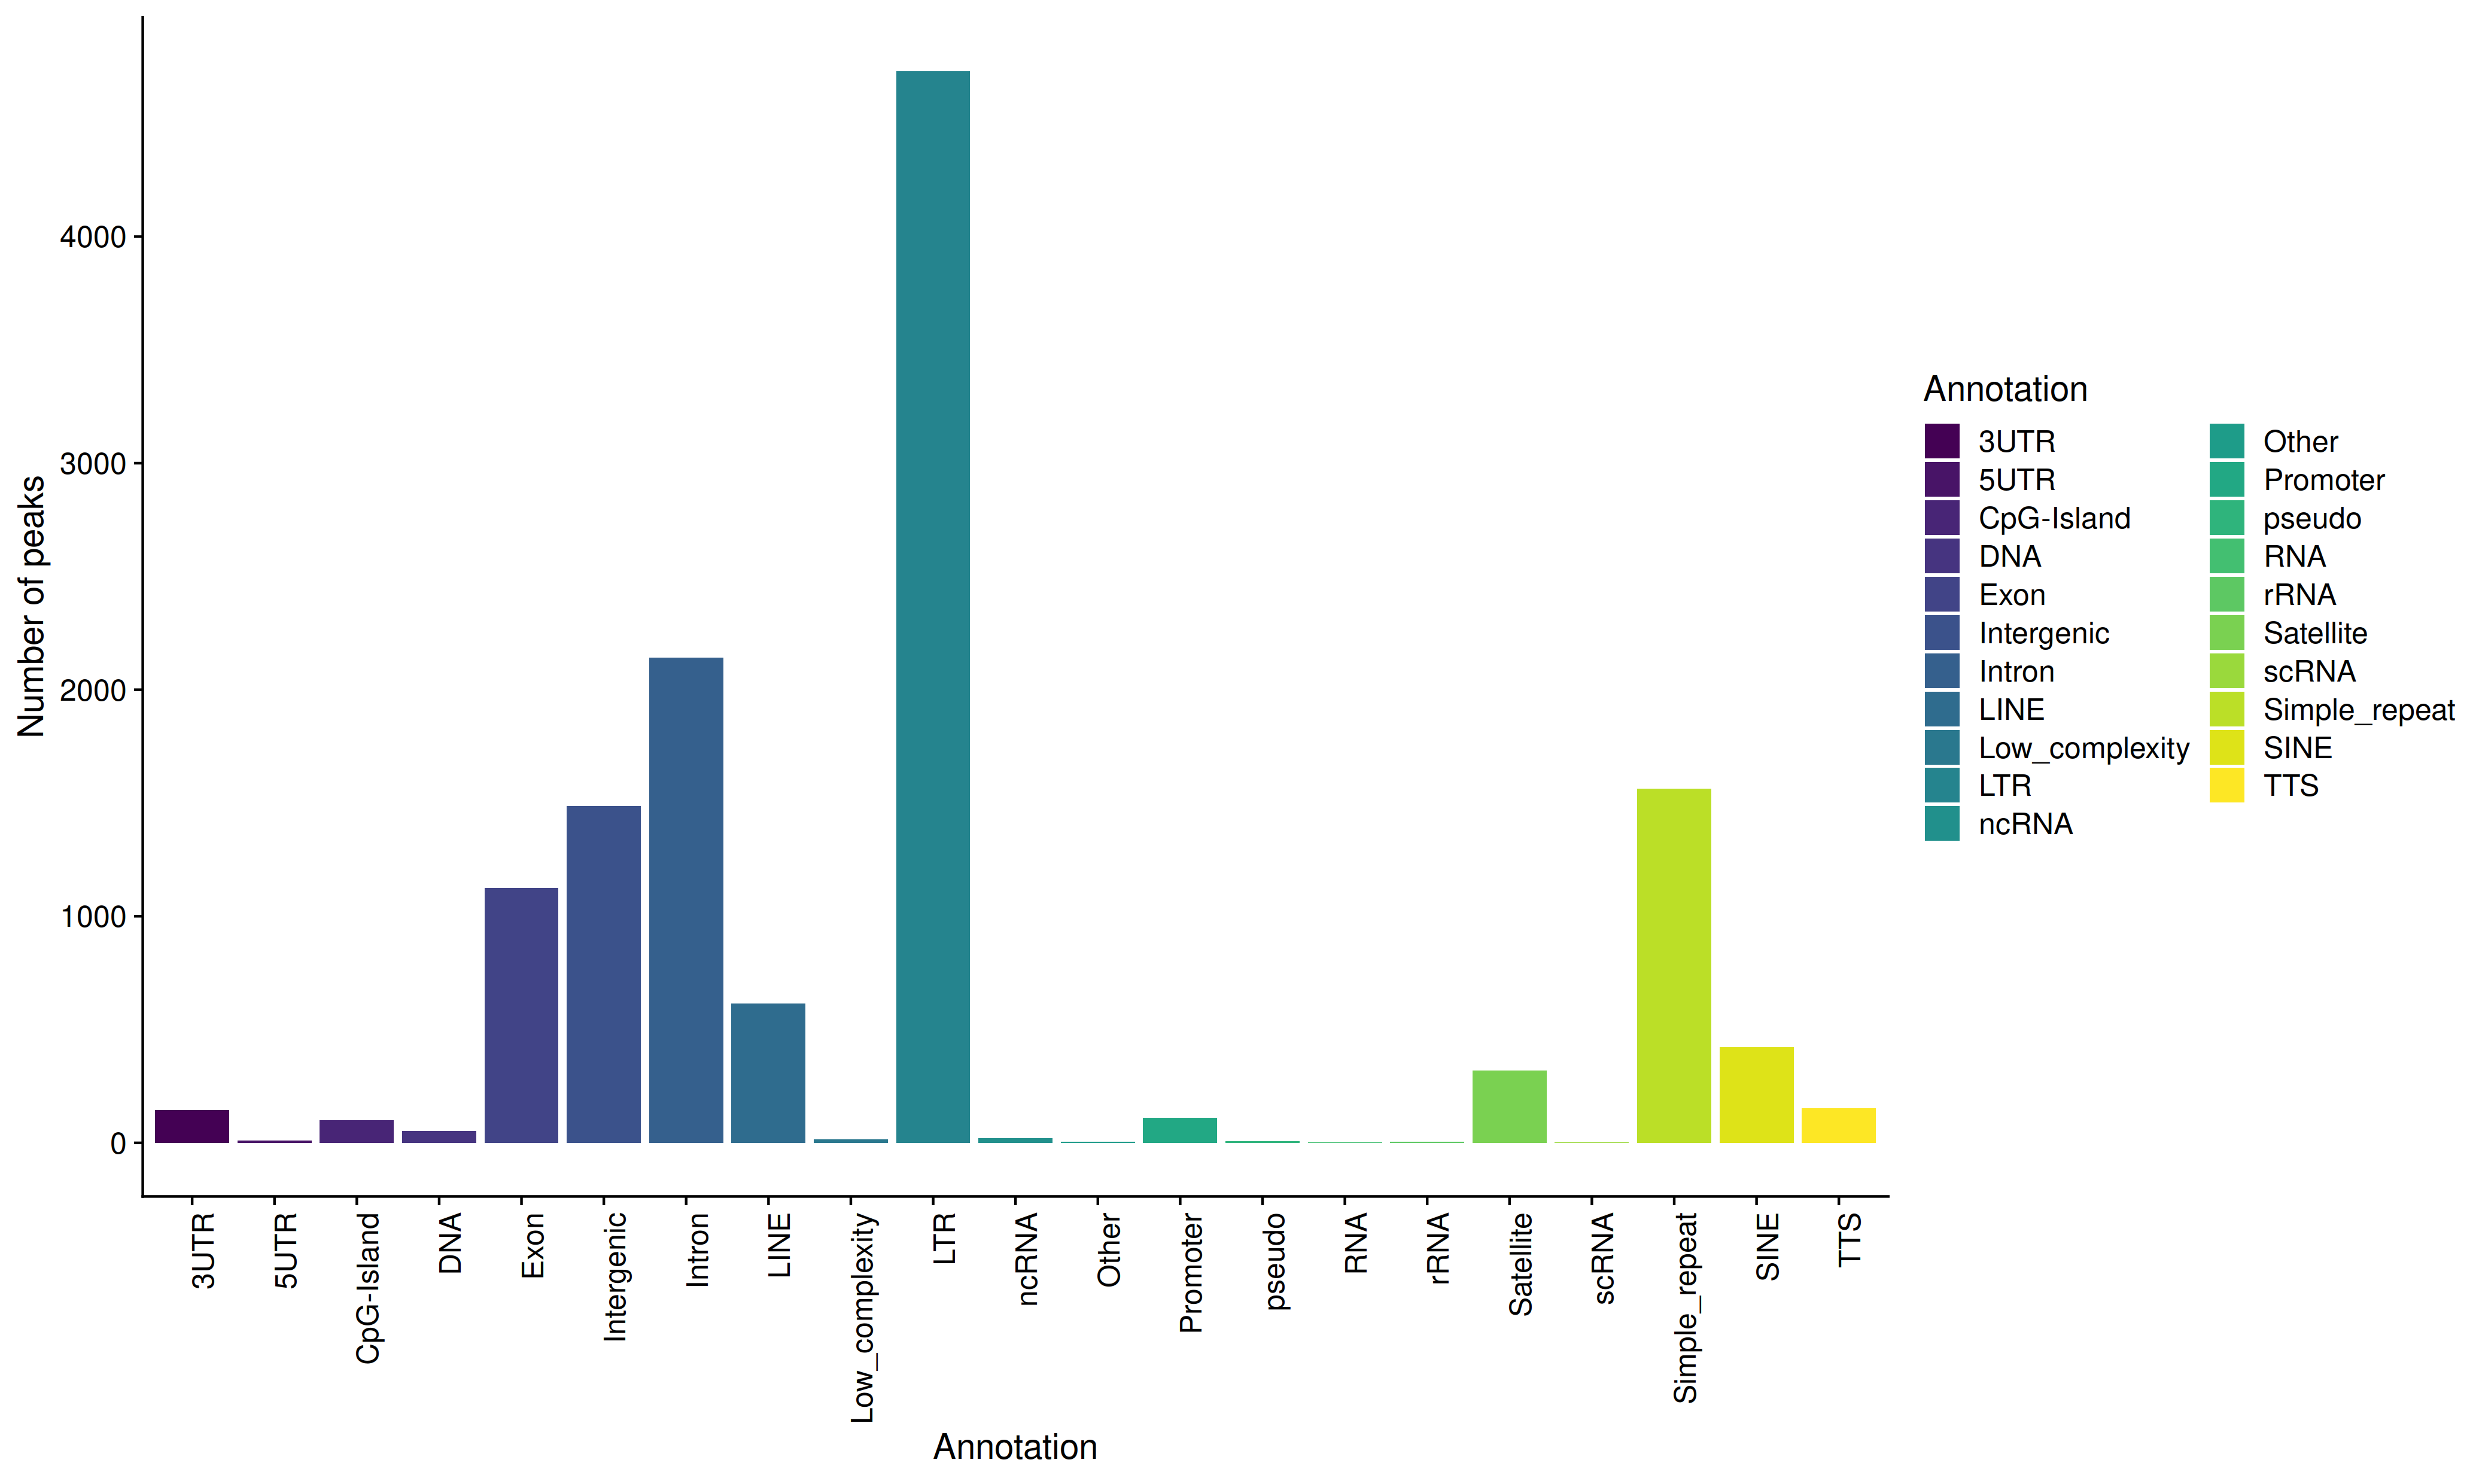 Number of peaks
4000
3000
2000
1000
0
3UTR
5UTR
CpG-Island
DNA
Exon
Intergenic
Intron
LINE
Low_complexity
LTR
ncRNA
Other
Promoter
pseudo
RNA
rRNA
Satellite
scRNA
Simple_repeat
SINE
TTS
Annotation
Annotation
3UTR
5UTR
CpG-Island
DNA
Exon
Intergenic
Intron
LINE
Low_complexity
LTR
ncRNA
Other
Promoter
pseudo
RNA
rRNA
Satellite
scRNA
Simple_repeat
SINE
TTS